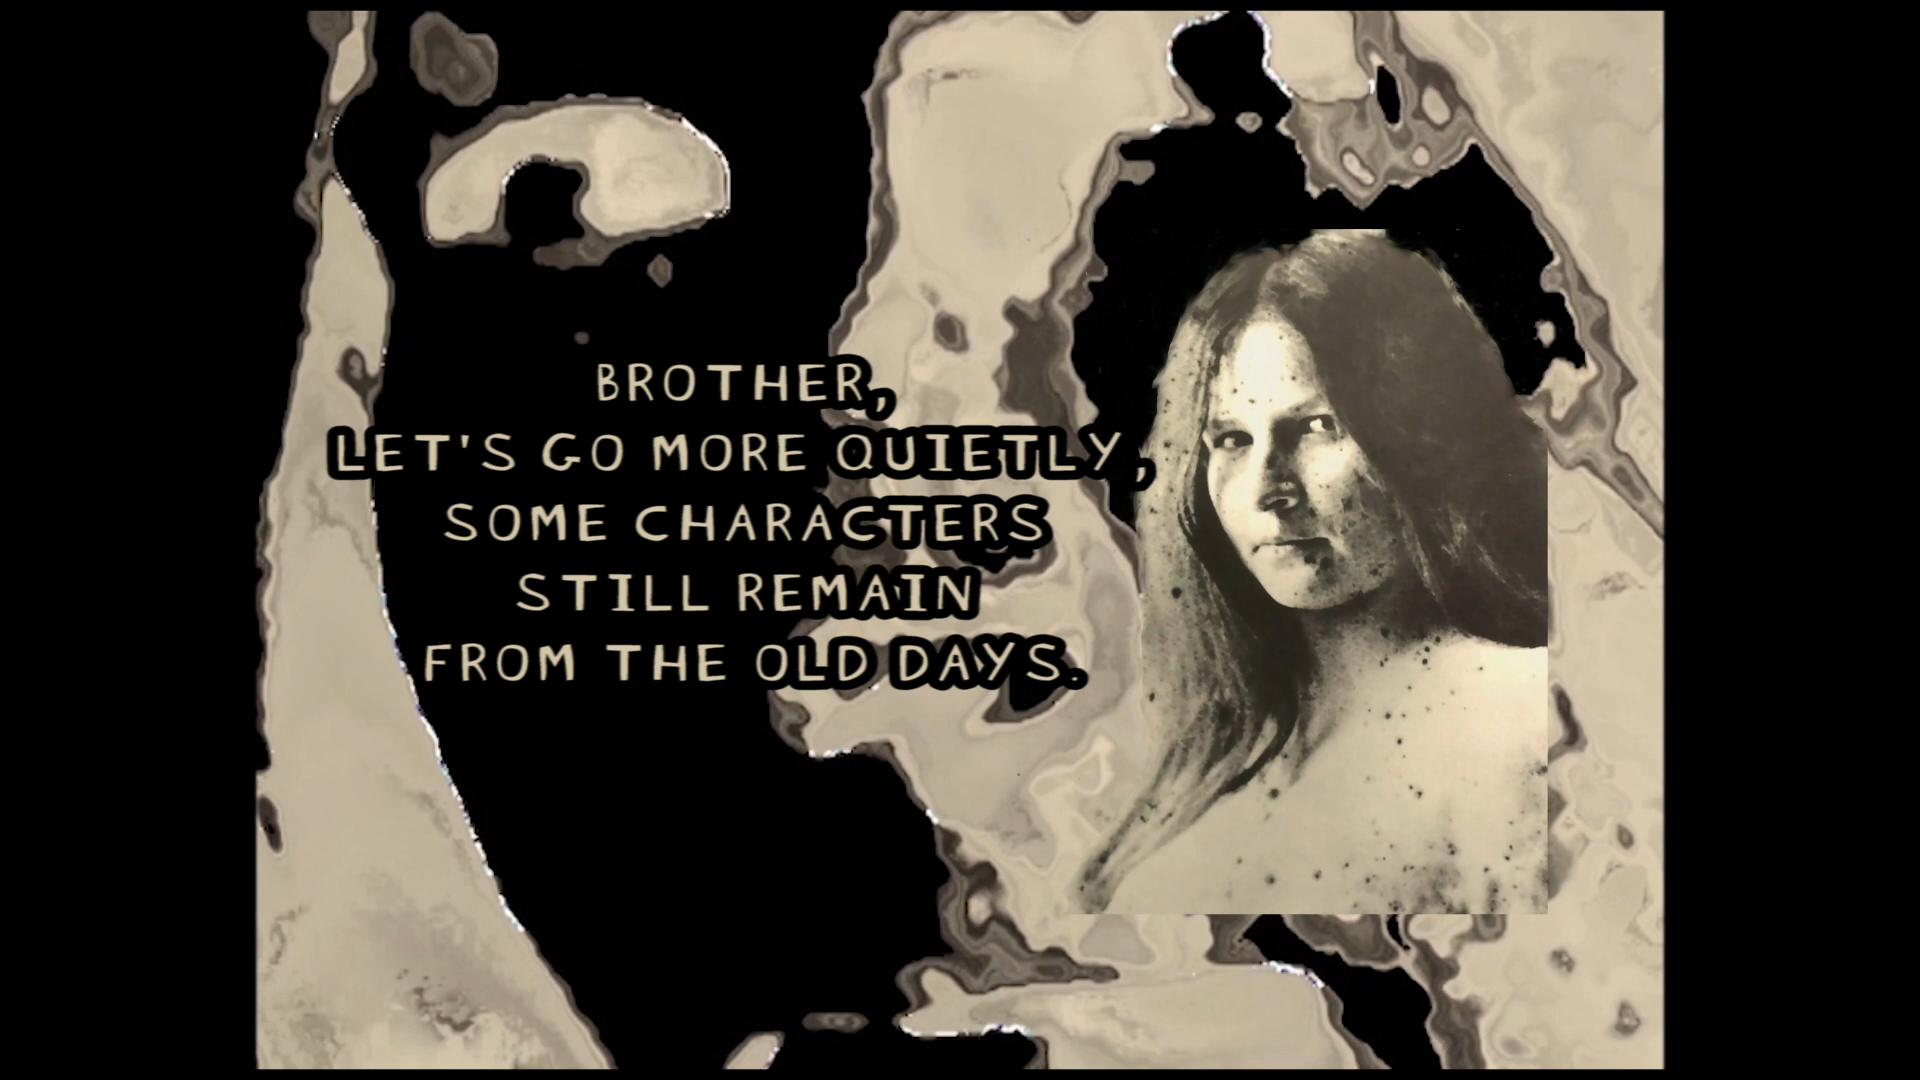 BROTHER,
LET'S GO MORE QUIETLY,
SOME CHARACTERS
STILL REMAIN
FROM THE OLD DAYS.